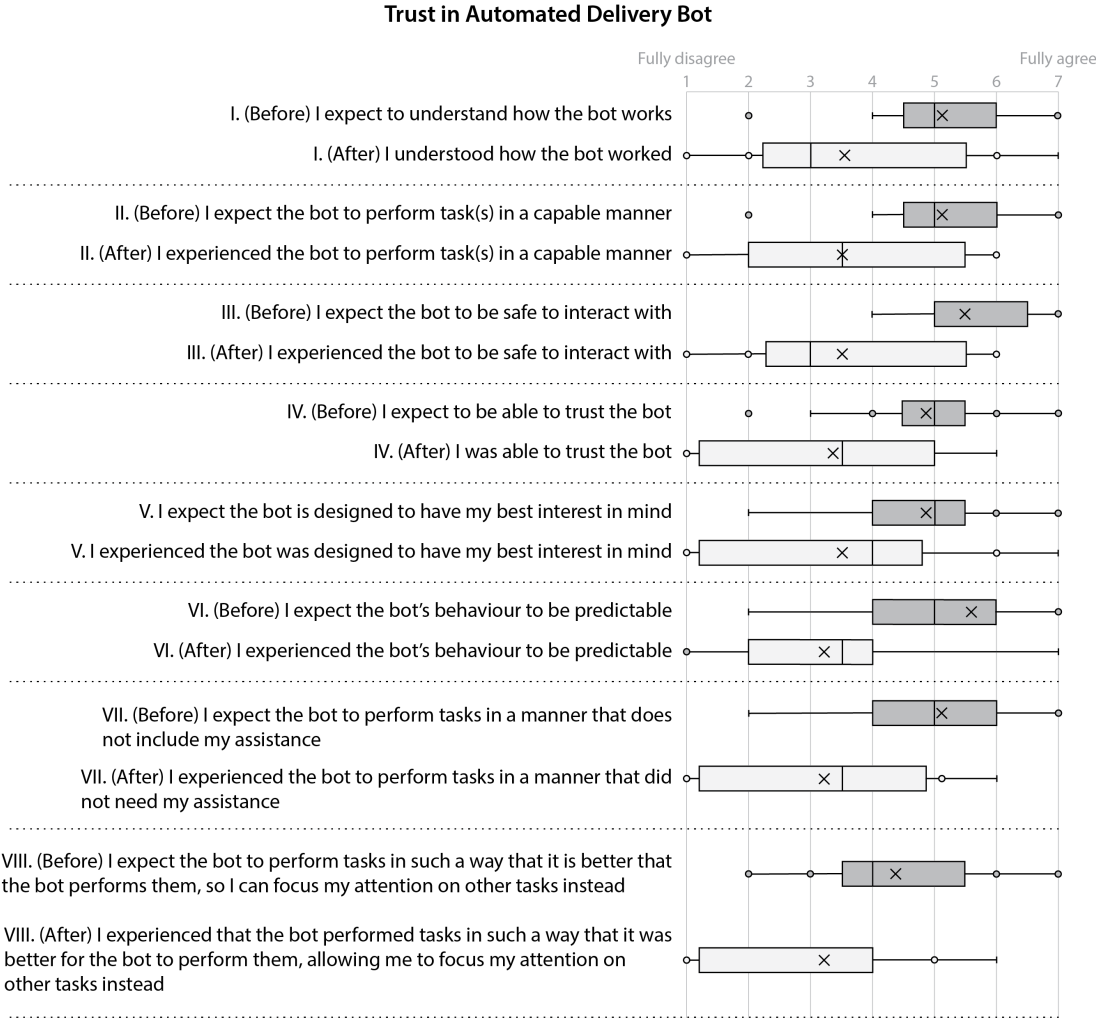 Trust in Automated Delivery Bot
Fully disagree
Fully agree
1 2 3 4 5 6 7
I. (Before) I expect to understand how the bot works
I. (After) I understood how the bot worked
II. (Before) I expect the bot to perform task(s) in a capable manner
II. (After) I experienced the bot to perform task(s) in a capable manner
III. (Before) I expect the bot to be safe to interact with
III. (After) I experienced the bot to be safe to interact with
IV. (Before) I expect to be able to trust the bot
IV. (After) I was able to trust the bot
V. I expect the bot is designed to have my best interest in mind
V. I experienced the bot was designed to have my best interest in mind
VI. (Before) I expect the bot’s behaviour to be predictable
VI. (After) I experienced the bot’s behaviour to be predictable
VII. (Before) I expect the bot to perform tasks in a manner that does
not include my assistance
VII. (After) I experienced the bot to perform tasks in a manner that did
not need my assistance
VIII. (Before) I expect the bot to perform tasks in such a way that it is better that
the bot performs them, so I can focus my attention on other tasks instead
VIII. (After) I experienced that the bot performed tasks in such a way that it was
better for the bot to perform them, allowing me to focus my attention on
other tasks instead